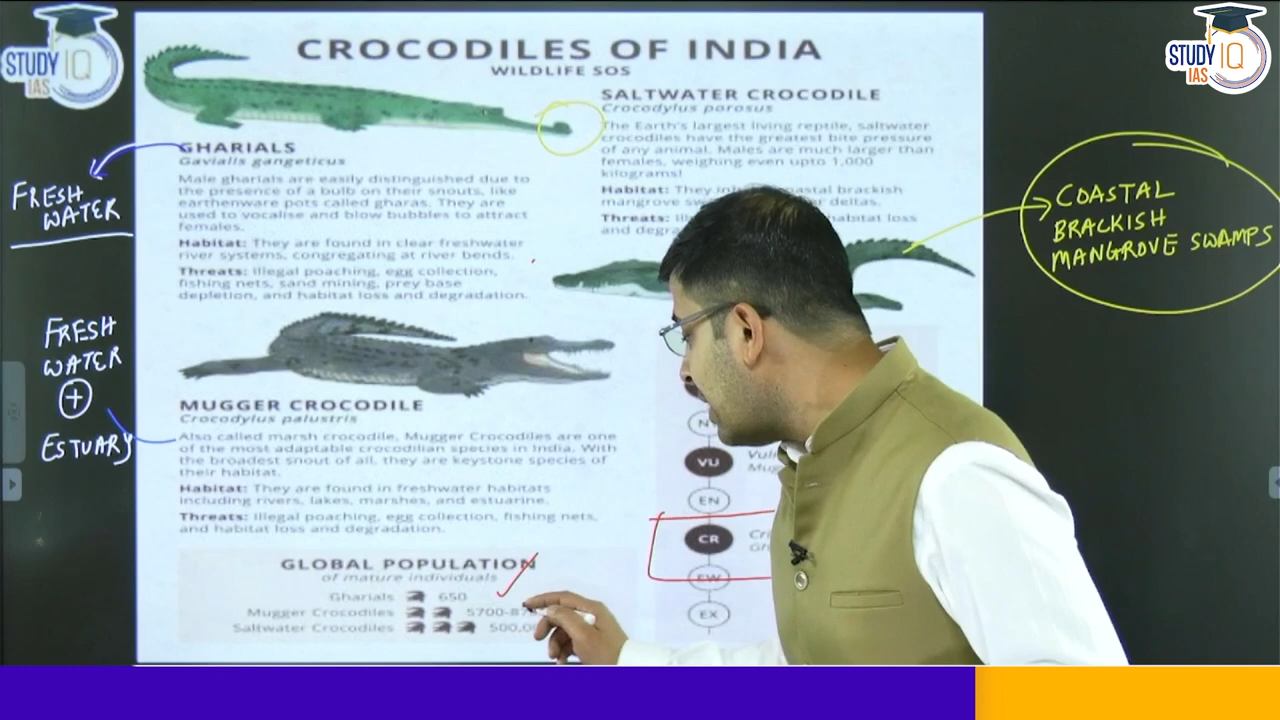 STUDY IQ
IAS
STUDY IQ
IAS
CROCODILES OF INDIA
WILDLIFE SOS
GHARIALS
Gavialis gangeticus
Male gharials are easily distinguished due to
the presence of a bulb on their snouts, like
earthenware pots called gharas. They are
used to vocalise and blow bubbles to attract
females.
Habitat: They are found in clear freshwater
river systems, congregating at river bends.
Threats: Illegal poaching, egg collection,
fishing nets, sand mining, prey base
depletion, and habitat loss and degradation.
FRESH
WATER
SALTWATER CROCODILE
Crocodylus porosus
The Earth's largest living reptile, saltwater
crocodiles have the greatest bite pressure
of any animal. Males are much larger than
females, weighing even upto 1,000
kilograms!
Habitat: They coastal brackish
mangrove deltas.
Threats: habitat loss
and
COASTAL
BRACKISH
MANGROVE SWAMPS
FRESH
WATER
+
ESTUARY
MUGGER CROCODILE
Crocodylus palustris
Also called marsh crocodile, Mugger Crocodiles are one
of the most adaptable crocodilian species in India. With
the broadest snout of all, they are keystone species of
their habitat.
Habitat: They are found in freshwater habitats
including rivers, lakes, marshes, and estuarine.
Threats: Illegal poaching, egg collection, fishing nets,
and habitat loss and degradation.
GLOBAL POPULATION
of mature individuals
Gharials 650
Mugger Crocodiles
Saltwater Crocodiles
VU
EN
CR
EW
EX